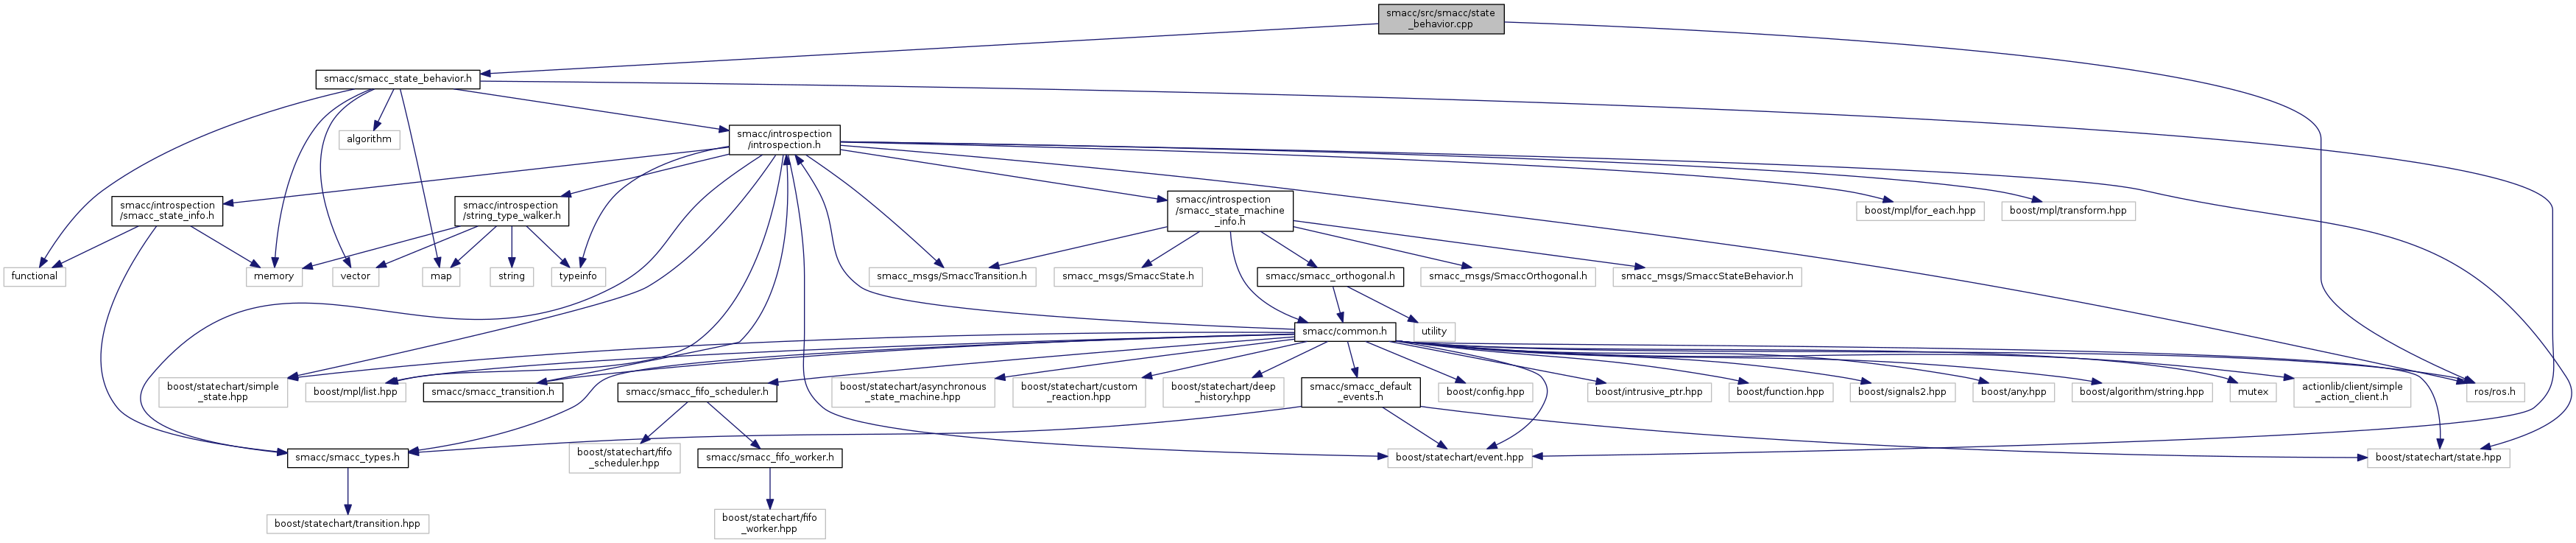 smacc/src/smacc/state
_behavior.cpp
smacc/smacc_state_behavior.h
algorithm
smacc/introspection
/introspection.h
smacc/introspection
/smacc_state_info.h
smacc/introspection
/string_type_walker.h
smacc/introspection
/smacc_state_machine
_info.h
boost/mpl/for_each.hpp
boost/mpl/transform.hpp
functional
memory
vector
map
string
typeinfo
smacc_msgs/SmaccTransition.h
smacc_msgs/SmaccState.h
smacc/smacc_orthogonal.h
smacc_msgs/SmaccOrthogonal.h
smacc_msgs/SmaccStateBehavior.h
smacc/common.h
utility
boost/statechart/simple
_state.hpp
boost/mpl/list.hpp
smacc/smacc_transition.h
smacc/smacc_fifo_scheduler.h
boost/statechart/asynchronous
_state_machine.hpp
boost/statechart/custom
_reaction.hpp
boost/statechart/deep
_history.hpp
smacc/smacc_default
_events.h
boost/config.hpp
boost/intrusive_ptr.hpp
boost/function.hpp
boost/signals2.hpp
boost/any.hpp
boost/algorithm/string.hpp
mutex
actionlib/client/simple
_action_client.h
ros/ros.h
smacc/smacc_types.h
boost/statechart/fifo
_scheduler.hpp
smacc/smacc_fifo_worker.h
boost/statechart/event.hpp
boost/statechart/state.hpp
boost/statechart/transition.hpp
boost/statechart/fifo
_worker.hpp